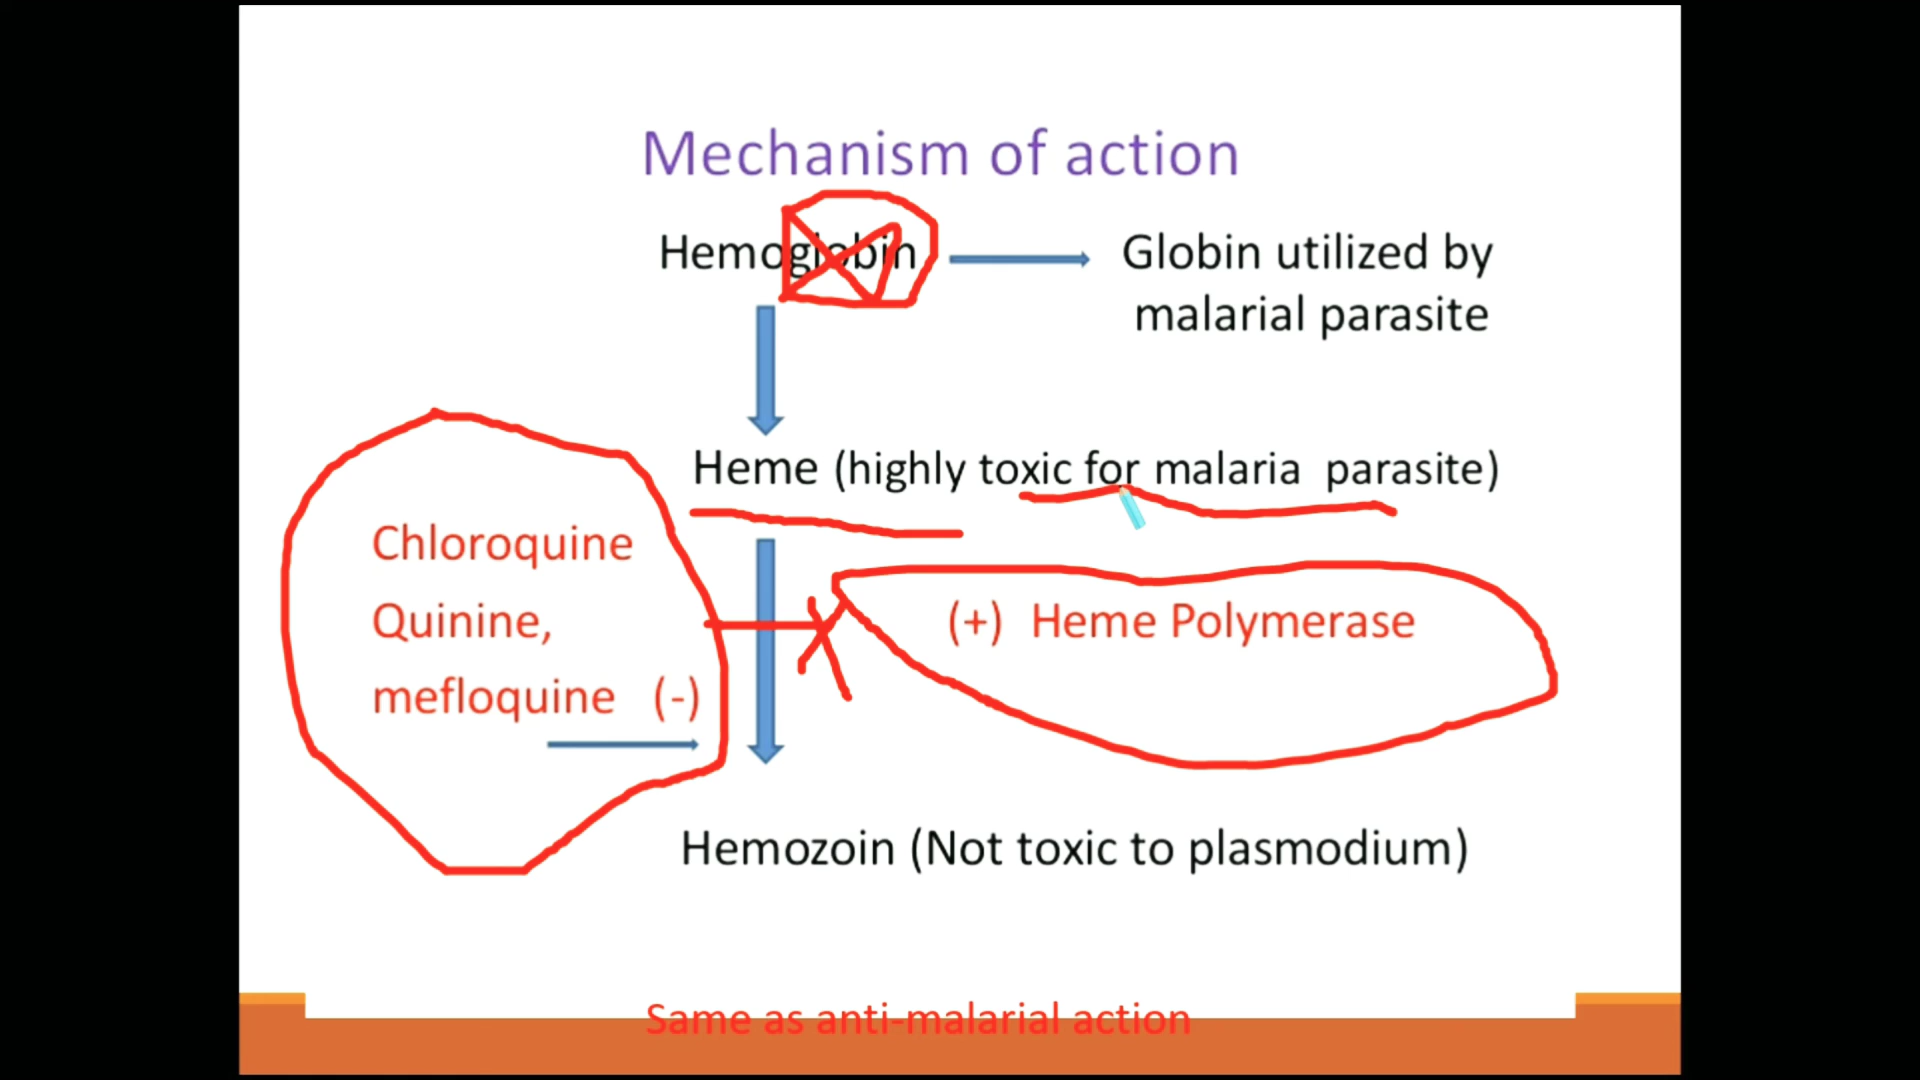 Mechanism of action
Hemoglobin
Globin utilized by
malarial parasite
Heme (highly toxic for malaria parasite)
Chloroquine
Quinine,
mefloquine (-)
(+) Heme Polymerase
Hemozoin (Not toxic to plasmodium)
Same as anti-malarial action